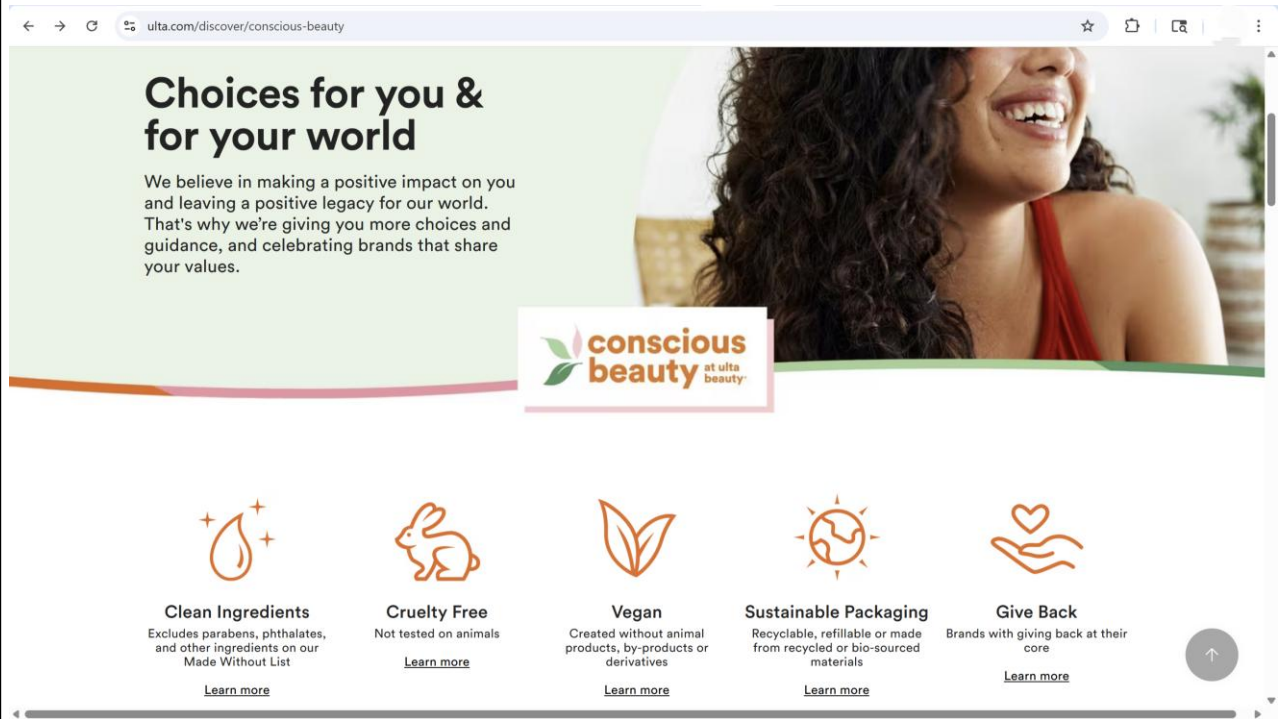 ulta.com/discover/conscious-beauty
Choices for you &
for your world
We believe in making a positive impact on you
and leaving a positive legacy for our world.
That's why we’re giving you more choices and
guidance, and celebrating brands that share
your values.
conscious
beauty at ulta
beauty™
Clean Ingredients
Excludes parabens, phthalates,
and other ingredients on our
Made Without List
Learn more
Cruelty Free
Not tested on animals
Learn more
Vegan
Created without animal
products, by-products or
derivatives
Learn more
Sustainable Packaging
Recyclable, refillable or made
from recycled or bio-sourced
materials
Learn more
Give Back
Brands with giving back at their
core
Learn more